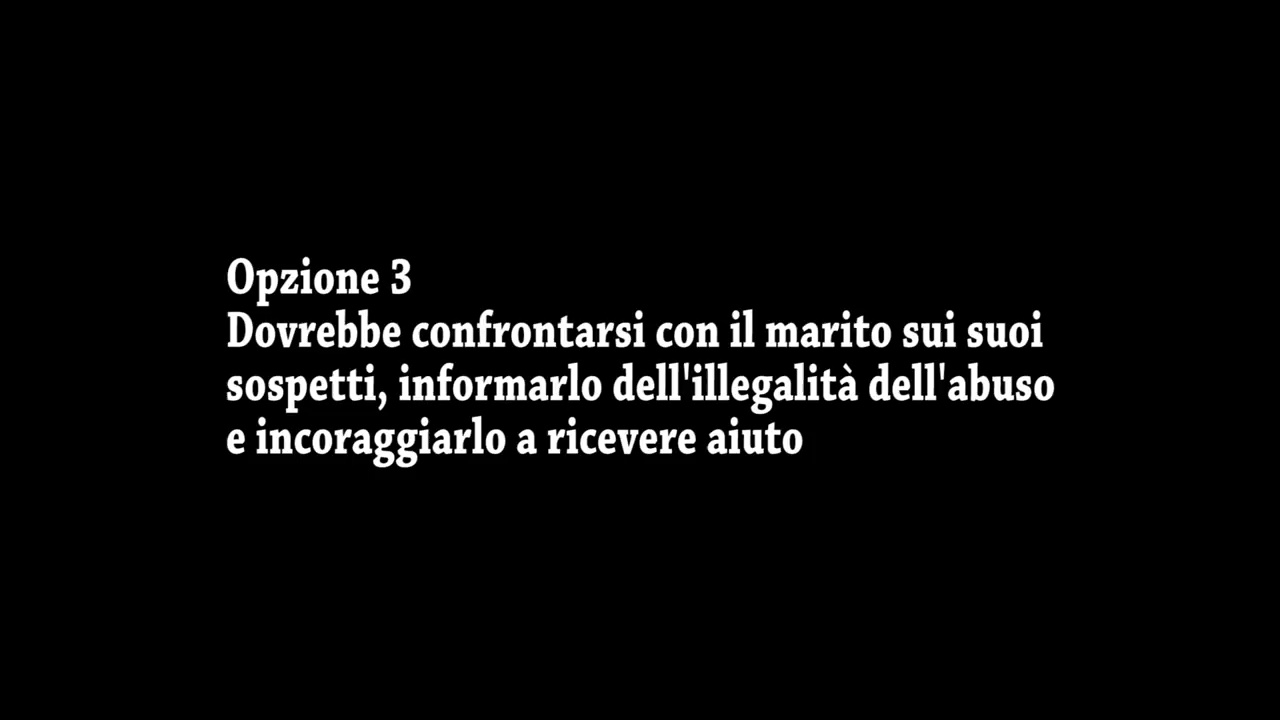 Opzione 3
Dovrebbe confrontarsi con il marito sui suoi
sospetti, informarlo dell'illegalità dell'abuso
e incoraggiarlo a ricevere aiuto